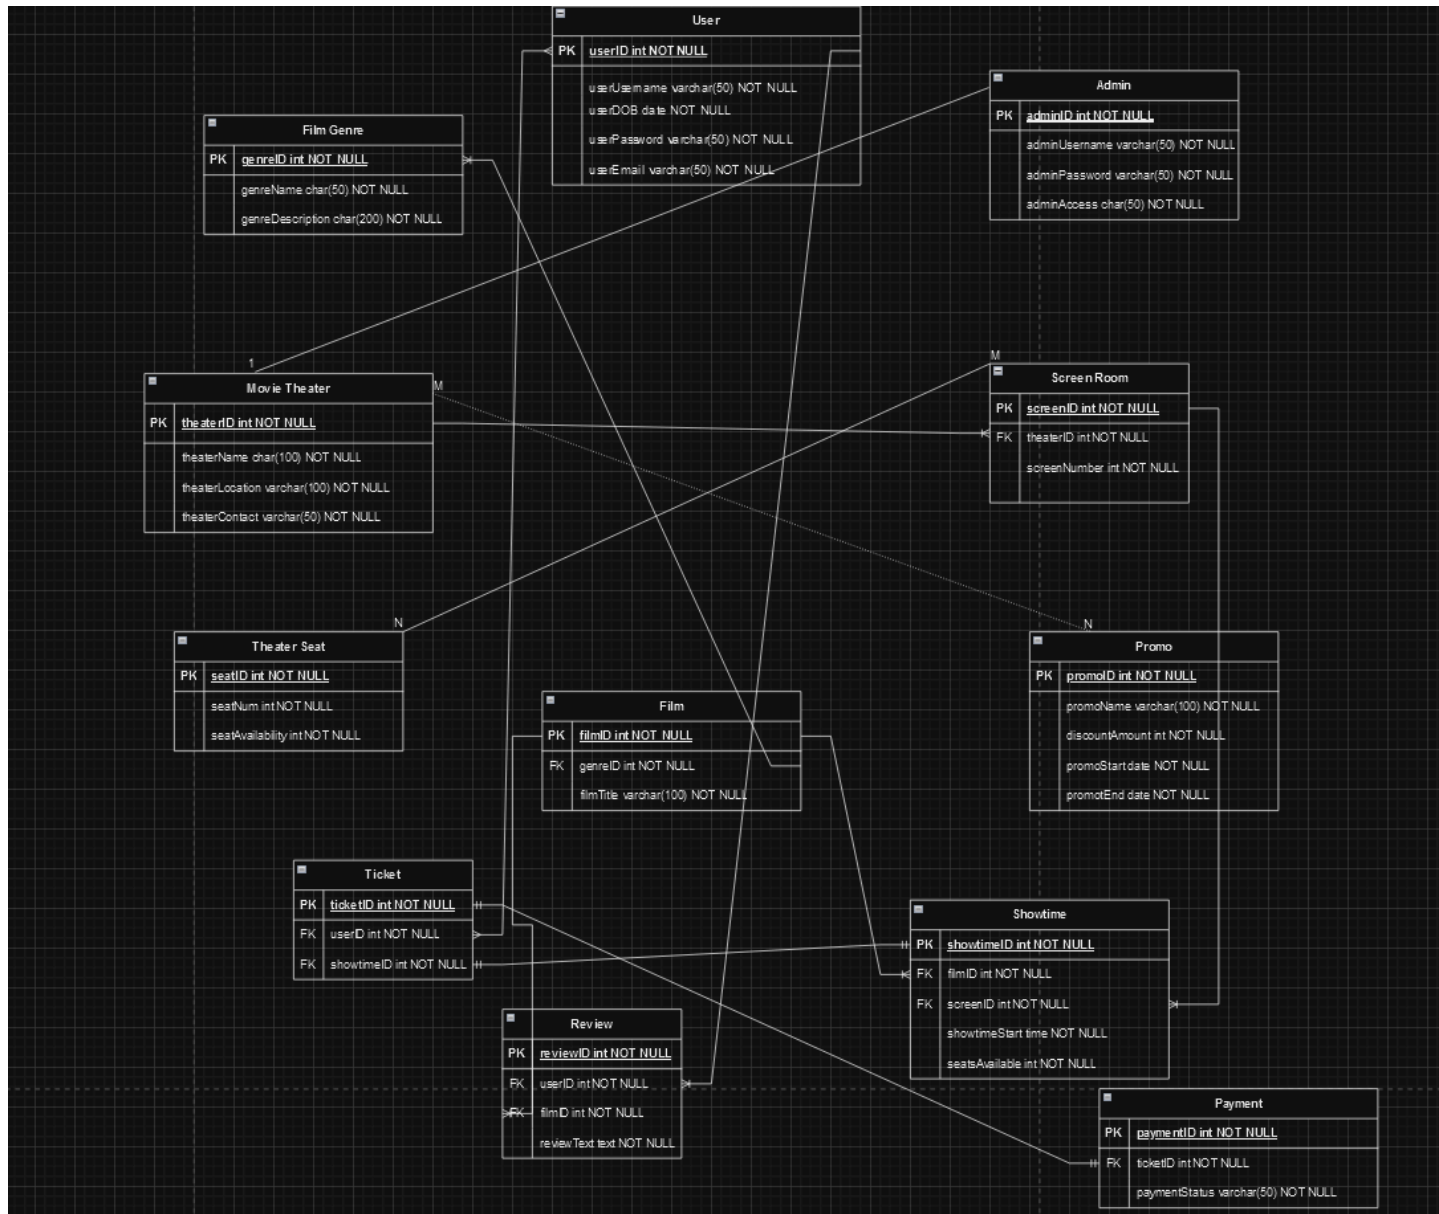 User
PK userID int NOT NULL
userUsername varchar(50) NOT NULL
userDOB date NOT NULL
userPassword varchar(50) NOT NULL
userEmail varchar(50) NOT NULL
Admin
PK adminID int NOT NULL
adminUsername varchar(50) NOT NULL
adminPassword varchar(50) NOT NULL
adminAccess char(50) NOT NULL
Film Genre
PK genreID int NOT NULL
genreName char(50) NOT NULL
genreDescription char(200) NOT NULL
1
Movie Theater
M
PK theaterID int NOT NULL
theaterName char(100) NOT NULL
theaterLocation varchar(100) NOT NULL
theaterContact varchar(50) NOT NULL
M
Screen Room
PK screenID int NOT NULL
FK theaterID int NOT NULL
screenNumber int NOT NULL
N
Theater Seat
PK seatID int NOT NULL
seatNum int NOT NULL
seatAvailability int NOT NULL
N
Promo
PK promoID int NOT NULL
promoName varchar(100) NOT NULL
discountAmount int NOT NULL
promoStart date NOT NULL
promotEnd date NOT NULL
Film
PK filmID int NOT NULL
FK genreID int NOT NULL
filmTitle varchar(100) NOT NULL
Ticket
PK ticketID int NOT NULL
FK userID int NOT NULL
FK showtimeID int NOT NULL
Showtime
PK showtimeID int NOT NULL
FK filmID int NOT NULL
FK screenID int NOT NULL
showtimeStart time NOT NULL
seatsAvailable int NOT NULL
Review
PK reviewID int NOT NULL
FK userID int NOT NULL
FK filmID int NOT NULL
reviewText text NOT NULL
Payment
PK paymentID int NOT NULL
FK ticketID int NOT NULL
paymentStatus varchar(50) NOT NULL